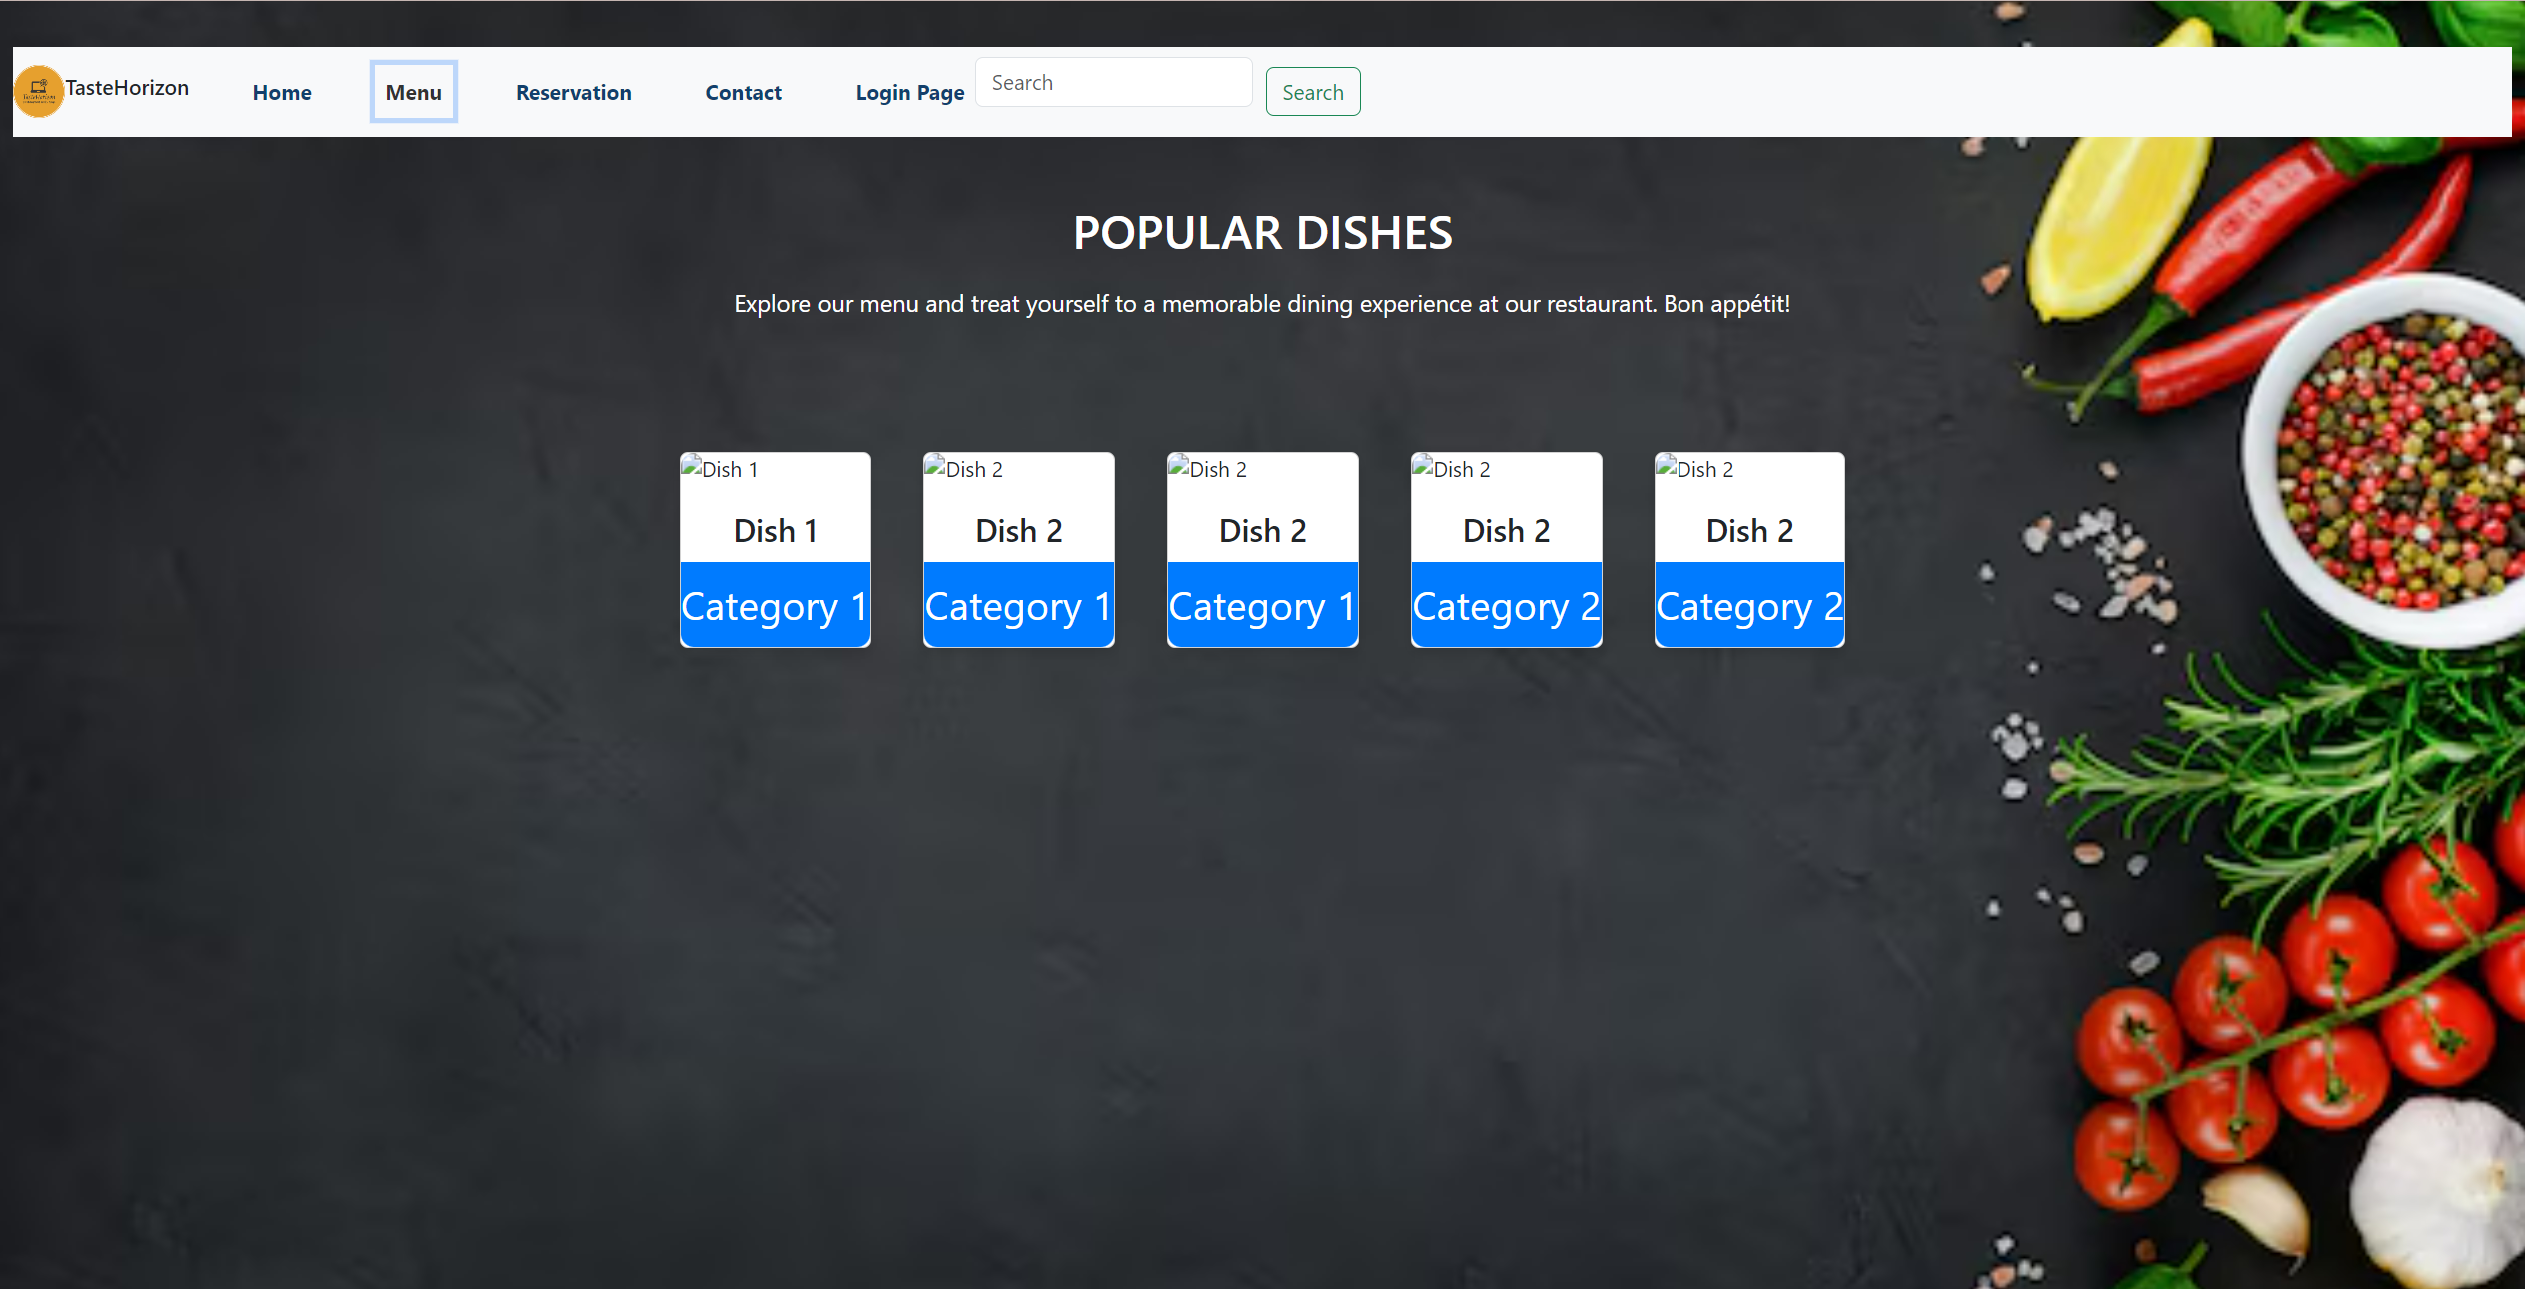 TasteHorizon Home Menu Reservation Contact Login Page Search Search
POPULAR DISHES
Explore our menu and treat yourself to a memorable dining experience at our restaurant. Bon appétit!
Dish 1 Dish 2 Dish 2 Dish 2 Dish 2
Dish 1 Dish 2 Dish 2 Dish 2 Dish 2
Category 1 Category 1 Category 1 Category 2 Category 2